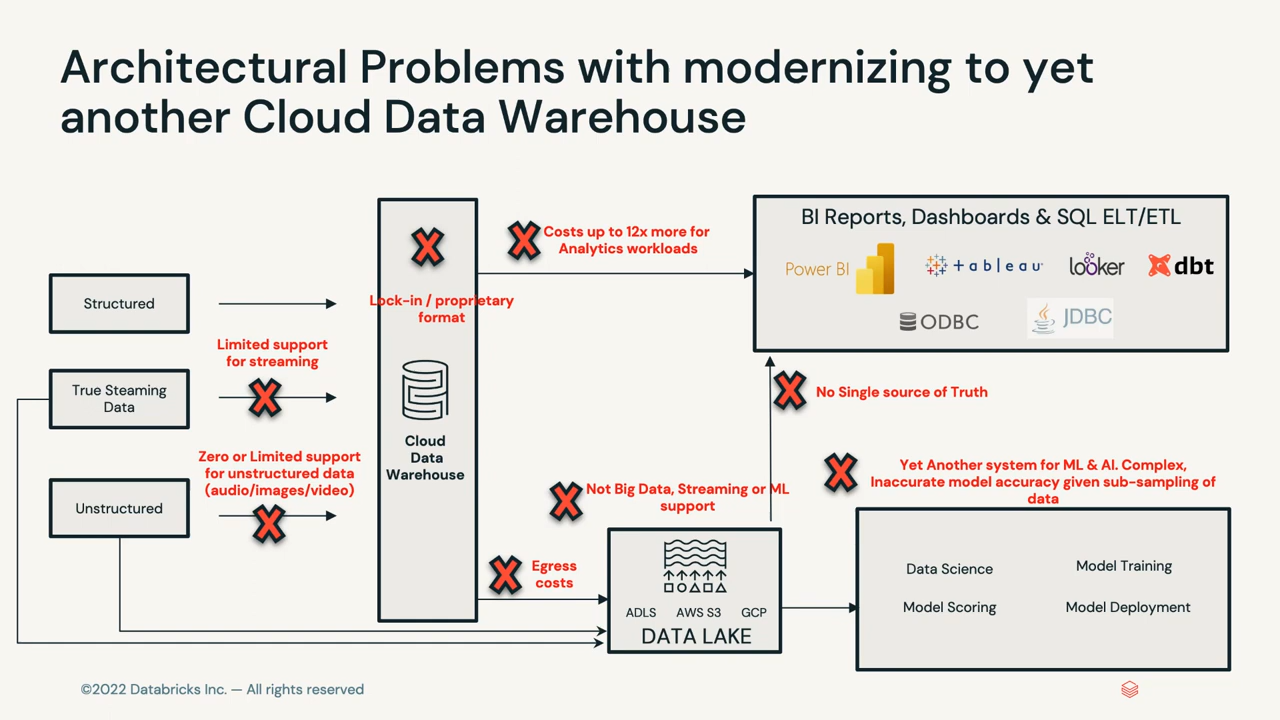 Architectural Problems with modernizing to yet
another Cloud Data Warehouse
Structured
True Steaming
Data
Unstructured
Limited support
for streaming
Zero or Limited support
for unstructured data
(audio/images/video)
Lock-in / proprietary
format
Cloud
Data
Warehouse
Costs up to 12x more for
Analytics workloads
BI Reports, Dashboards & SQL ELT/ETL
Power BI
+ableau
looker
dbt
ODBC
JDBC
No Single source of Truth
Not Big Data, Streaming or ML
support
Egress
costs
ADLS AWS S3 GCP
DATA LAKE
Yet Another system for ML & AI. Complex,
Inaccurate model accuracy given sub-sampling of
data
Data Science
Model Training
Model Scoring
Model Deployment
©2022 Databricks Inc. — All rights reserved